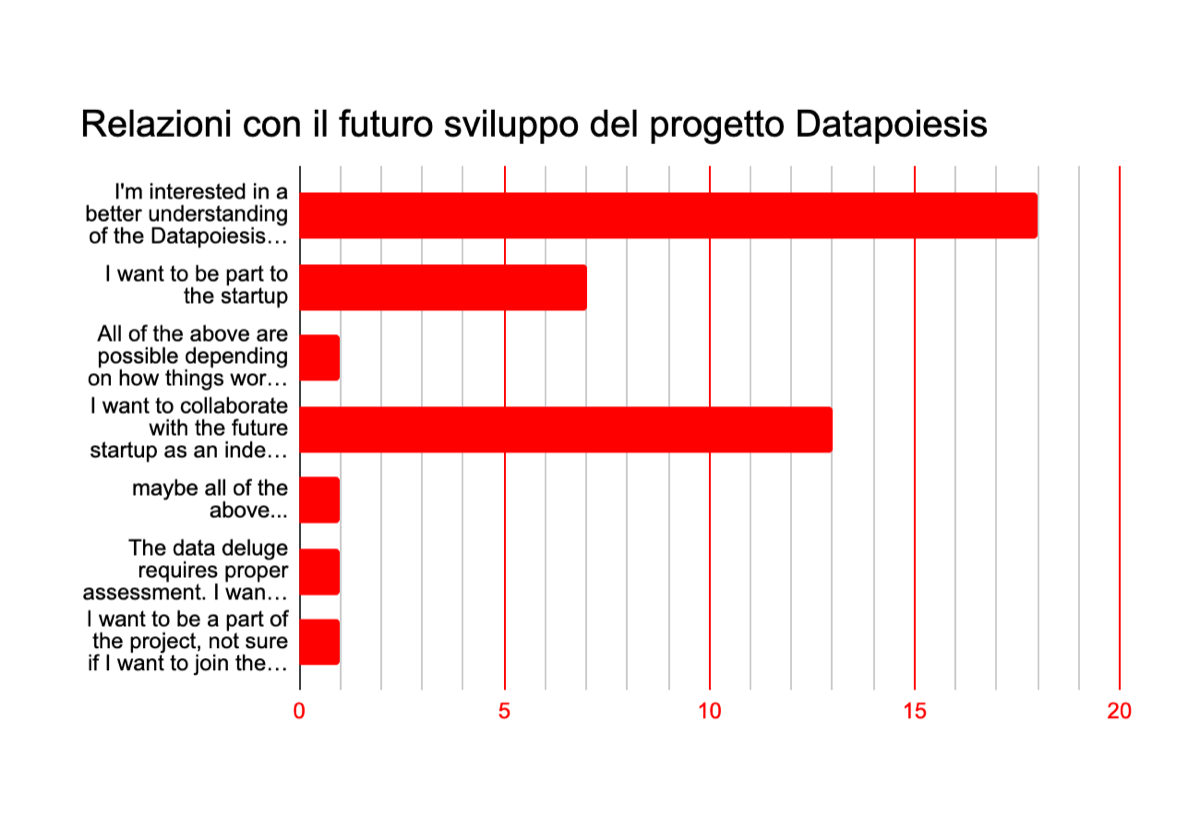 Relazioni con il futuro sviluppo del progetto Datapoiesis
I'm interested in a
better understanding
of the Datapoiesis…
I want to be part to
the startup
All of the above are
possible depending
on how things wor…
I want to collaborate
with the future
startup as an inde…
maybe all of the
above...
The data deluge
requires proper
assessment. I wan…
I want to be a part of
the project, not sure
if I want to join the…
0 5 10 15 20